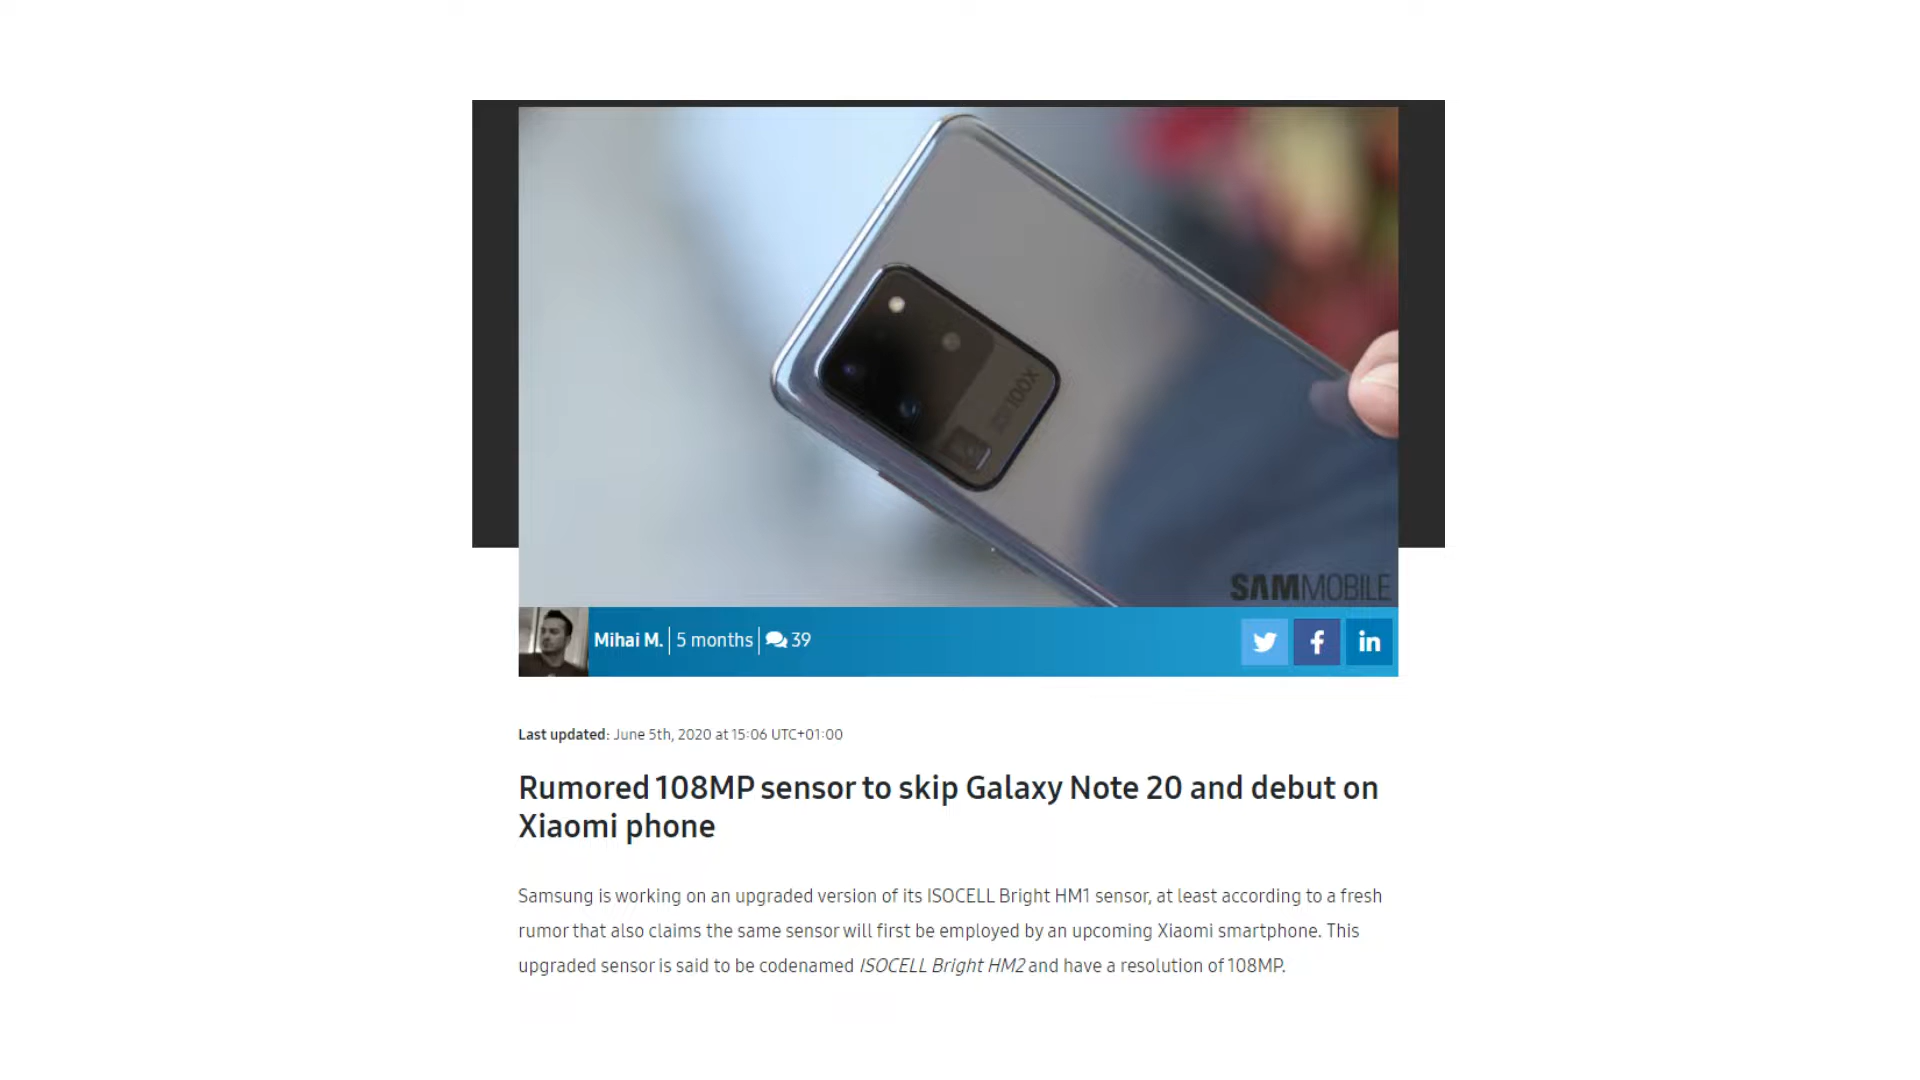 100X
SAMMOBILE
Mihai M. 5 months 39
Last updated: June 5th, 2020 at 15:06 UTC+01:00
Rumored 108MP sensor to skip Galaxy Note 20 and debut on
Xiaomi phone
Samsung is working on an upgraded version of its ISOCELL Bright HM1 sensor, at least according to a fresh
rumor that also claims the same sensor will first be employed by an upcoming Xiaomi smartphone. This
upgraded sensor is said to be codenamed ISOCELL Bright HM2 and have a resolution of 108MP.